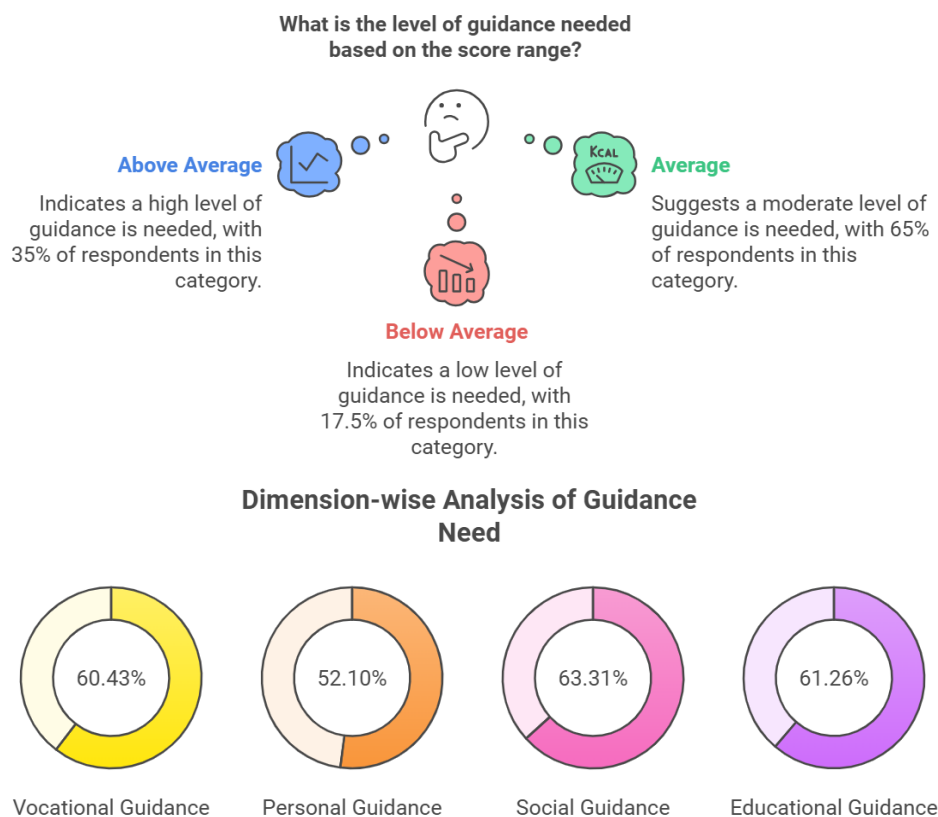 What is the level of guidance needed
based on the score range?
Above Average
Indicates a high level of
guidance is needed, with
35% of respondents in this
category.
KCAL
Average
Suggests a moderate level of
guidance is needed, with 65%
of respondents in this
category.
Below Average
Indicates a low level of
guidance is needed, with
17.5% of respondents in this
category.
Dimension-wise Analysis of Guidance
Need
60.43%
52.10%
63.31%
61.26%
Vocational Guidance
Personal Guidance
Social Guidance
Educational Guidance